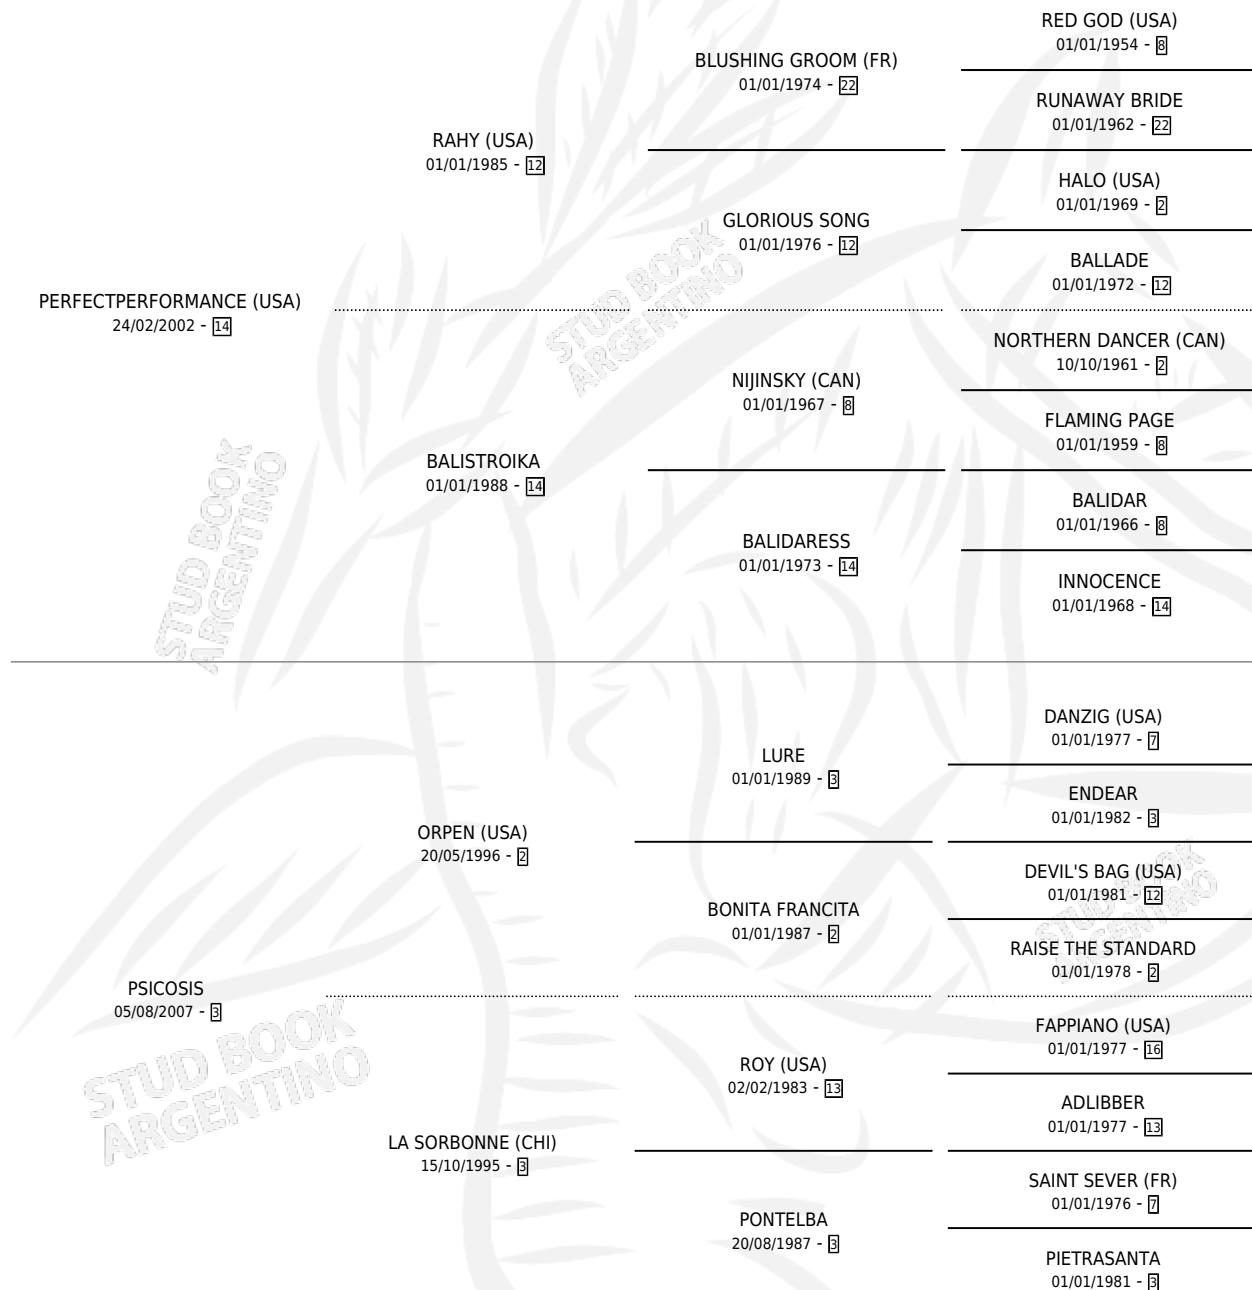 RED GOD (USA)
01/01/1954 - 8
BLUSHING GROOM (FR)
01/01/1974 - 22
RUNAWAY BRIDE
01/01/1962 - 22
RAHY (USA)
01/01/1985 - 12
HALO (USA)
01/01/1969 - 2
GLORIOUS SONG
01/01/1976 - 12
BALLADE
01/01/1972 - 12
PERFECTPERFORMANCE (USA)
24/02/2002 - 14
NORTHERN DANCER (CAN)
10/10/1961 - 2
NIJINSKY (CAN)
01/01/1967 - 8
FLAMING PAGE
01/01/1959 - 8
BALISTROIKA
01/01/1988 - 14
BALIDAR
01/01/1966 - 8
BALIDARESS
01/01/1973 - 14
INNOCENCE
01/01/1968 - 14
DANZIG (USA)
01/01/1977 - 7
LURE
01/01/1989 - 3
ENDEAR
01/01/1982 - 3
ORPEN (USA)
20/05/1996 - 2
DEVIL'S BAG (USA)
01/01/1981 - 12
BONITA FRANCITA
01/01/1987 - 2
RAISE THE STANDARD
01/01/1978 - 2
PSICOSIS
05/08/2007 - 3
FAPPIANO (USA)
01/01/1977 - 16
ROY (USA)
02/02/1983 - 13
ADLIBBER
01/01/1977 - 13
LA SORBONNE (CHI)
15/10/1995 - 3
SAINT SEVER (FR)
01/01/1976 - 7
PONTELBA
20/08/1987 - 3
PIETRASANTA
01/01/1981 - 3
STUD BOOK
ARGENTINO
STUD BOOK
ARGENTINO
STUD BOOK
ARGENTINO
STUD BOOK
ARGENTINO